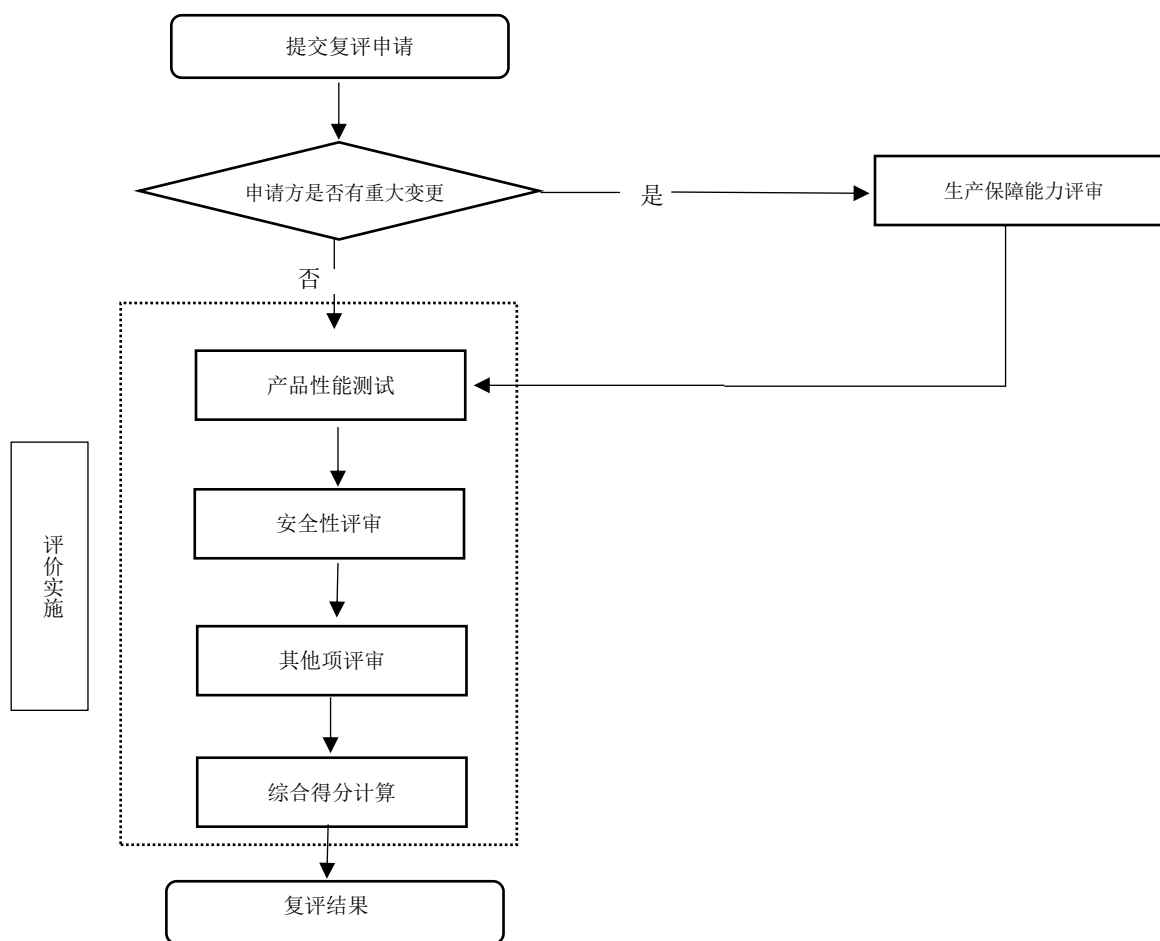 提交复评申请
申请方是否有重大变更
是
生产保障能力评审
否
产品性能测试
安全性评审
评价实施
其他项评审
综合得分计算
复评结果